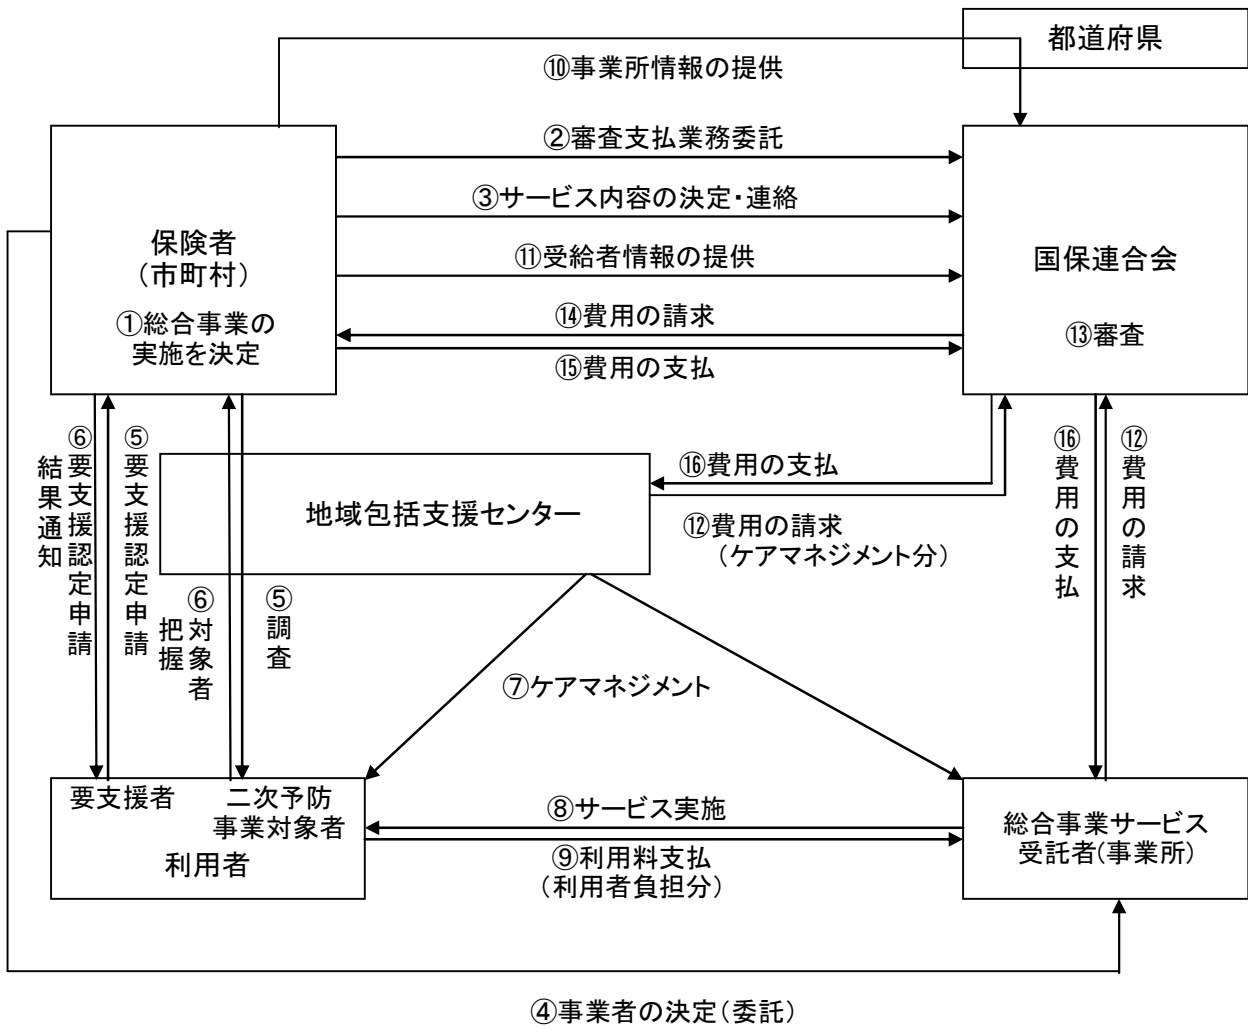 都道府県
⑩事業所情報の提供
②審査支払業務委託
③サービス内容の決定・連絡
保険者
（市町村）
⑪受給者情報の提供
国保連合会
①総合事業の
実施を決定
⑭費用の請求
⑬審査
⑮費用の支払
⑥要支援認定申請
結果通知
⑤要支援認定申請
⑥対象者
把握
⑤調査
地域包括支援センター
⑯費用の支払
⑫費用の請求
（ケアマネジメント分）
⑯費用の支払
⑫費用の請求
⑦ケアマネジメント
要支援者
二次予防
事業対象者
利用者
⑧サービス実施
⑨利用料支払
（利用者負担分）
総合事業サービス
受託者（事業所）
④事業者の決定（委託）